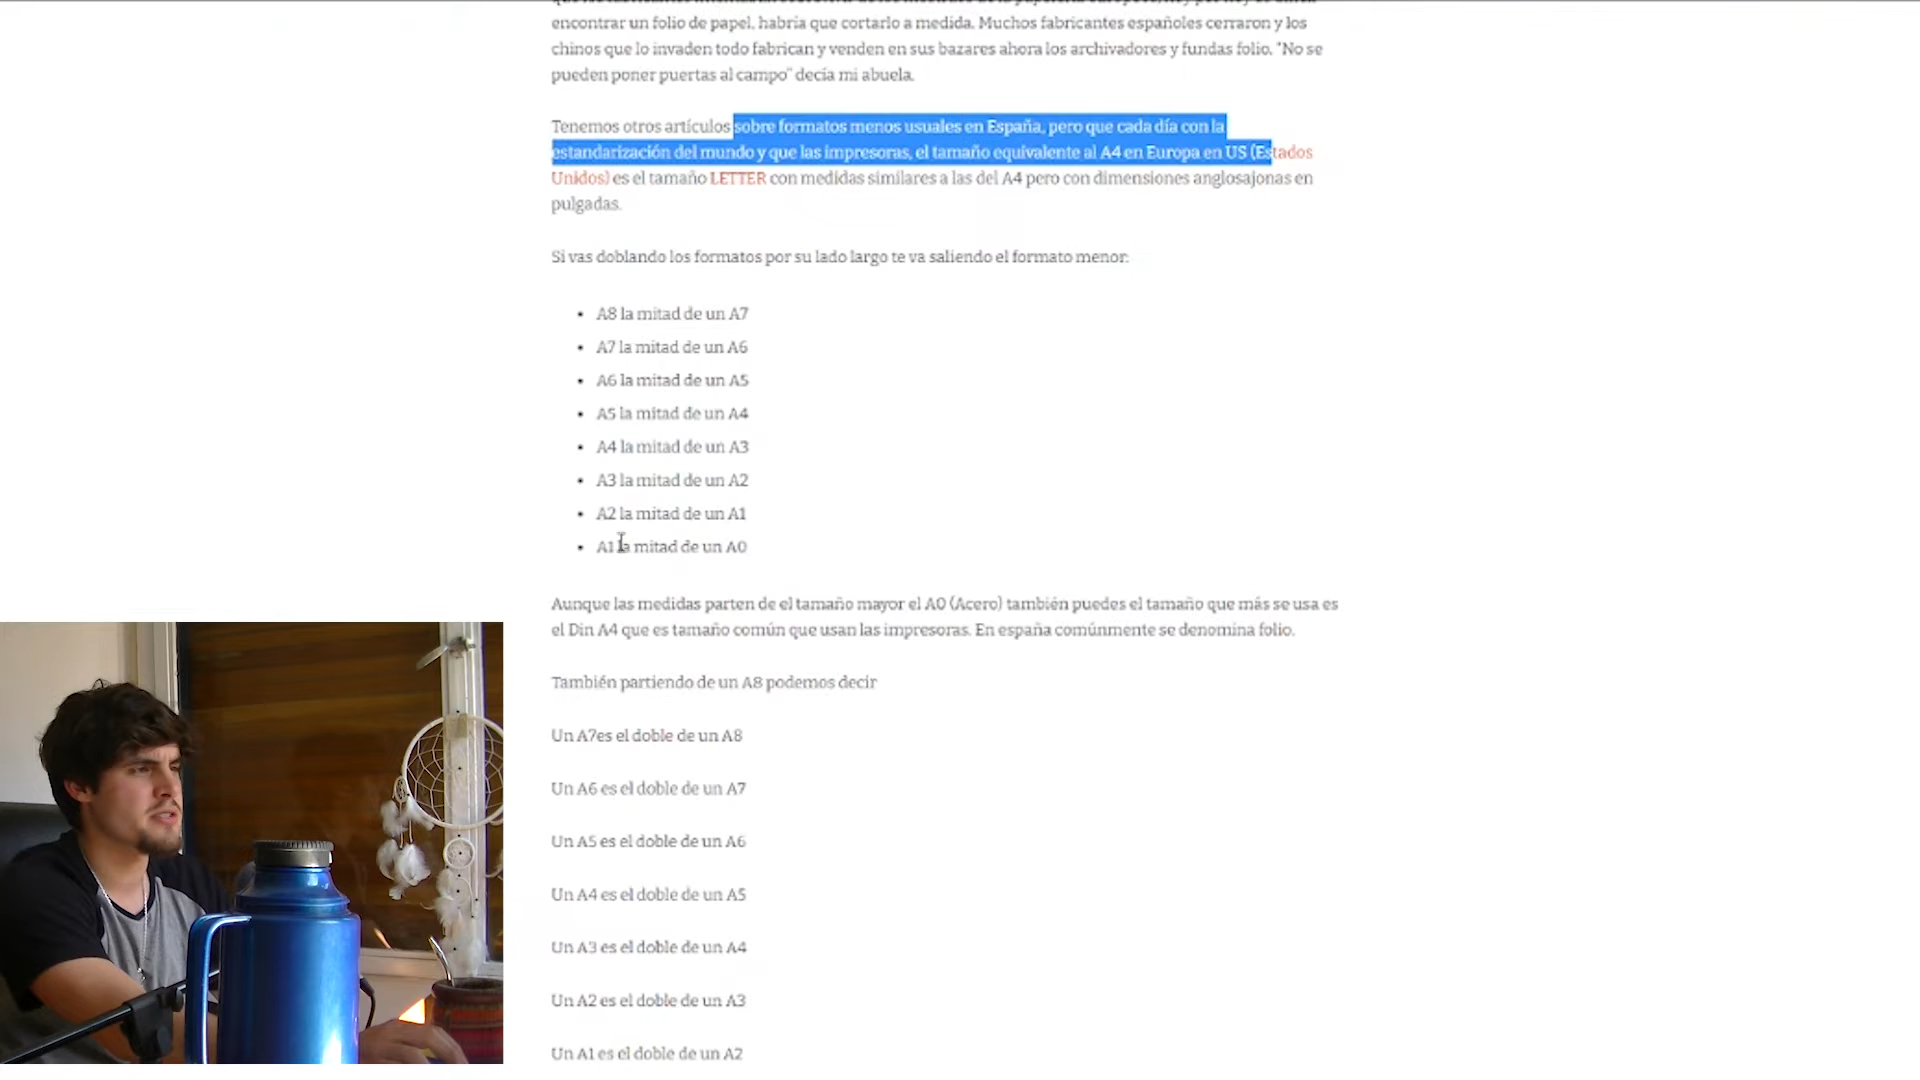 encontrar un folio de papel, habría que cortarlo a medida. Muchos fabricantes españoles cerraron y los
chinos que lo invaden todo fabrican y venden en sus bazares ahora los archivadores y fundas folio. "No se
pueden poner puertas al campo" decía mi abuela.
Tenemos otros artículos sobre formatos menos usuales en España, pero que cada día con la
estandarización del mundo y que las impresoras, el tamaño equivalente al A4 en Europa en US (Estados
Unidos) es el tamaño LETTER con medidas similares a las del A4 pero con dimensiones anglosajonas en
pulgadas.
Si vas doblando los formatos por su lado largo te va saliendo el formato menor:
• A8 la mitad de un A7
• A7 la mitad de un A6
• A6 la mitad de un A5
• A5 la mitad de un A4
• A4 la mitad de un A3
• A3 la mitad de un A2
• A2 la mitad de un A1
• A1 la mitad de un A0
Aunque las medidas parten de el tamaño mayor el A0 (Acero) también puedes el tamaño que más se usa es
el Din A4 que es tamaño común que usan las impresoras. En españa comúnmente se denomina folio.
También partiendo de un A8 podemos decir
Un A7es el doble de un A8
Un A6 es el doble de un A7
Un A5 es el doble de un A6
Un A4 es el doble de un A5
Un A3 es el doble de un A4
Un A2 es el doble de un A3
Un A1 es el doble de un A2